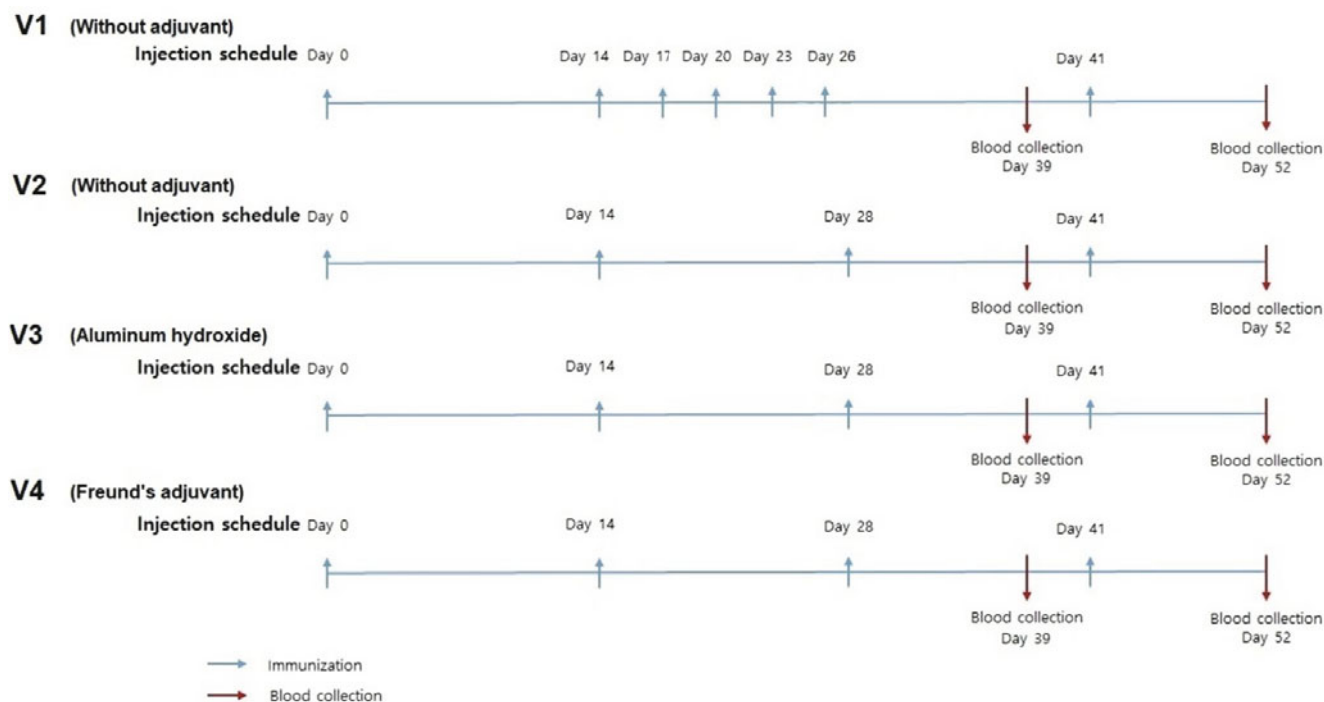 V1 (Without adjuvant)
Injection schedule Day 0 Day 14 Day 17 Day 20 Day 23 Day 26 Day 41
Blood collection Blood collection
Day 39 Day 52
V2 (Without adjuvant)
Injection schedule Day 0 Day 14 Day 28 Day 41
Blood collection Blood collection
Day 39 Day 52
V3 (Aluminum hydroxide)
Injection schedule Day 0 Day 14 Day 28 Day 41
Blood collection Blood collection
Day 39 Day 52
V4 (Freund's adjuvant)
Injection schedule Day 0 Day 14 Day 28 Day 41
Blood collection Blood collection
Day 39 Day 52
Immunization
Blood collection